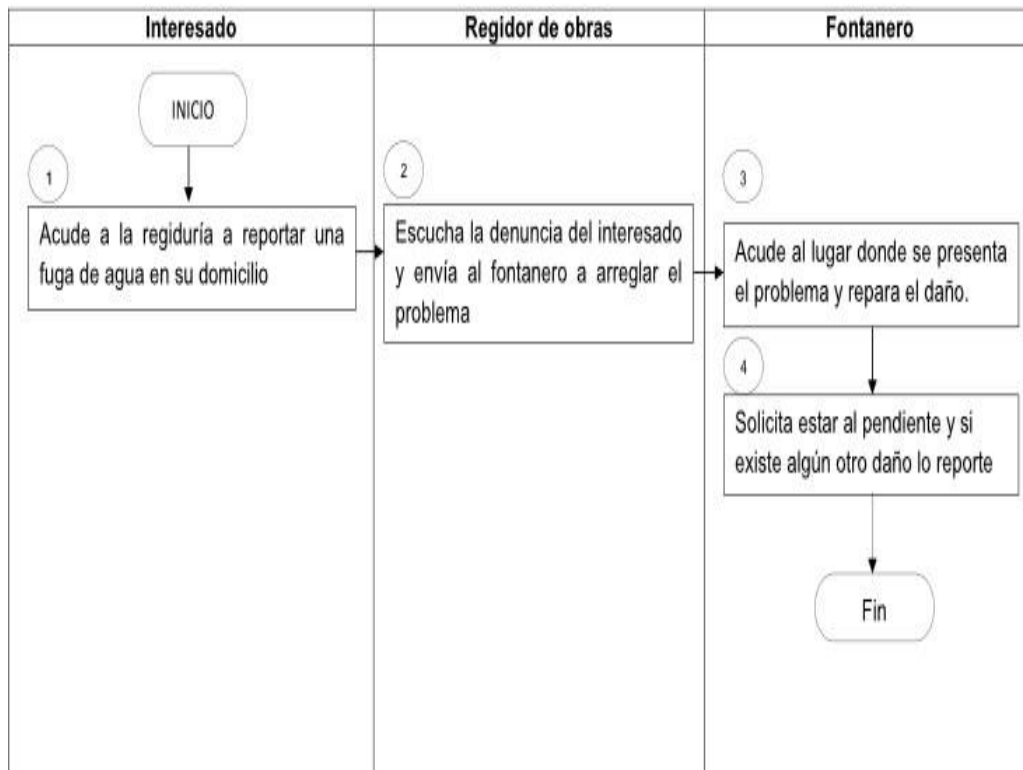 Interesado
Regidor de obras
Fontanero
INICIO
1
Acude a la regiduría a reportar una
fuga de agua en su domicilio
2
Escucha la denuncia del interesado
y envía al fontanero a arreglar el
problema
3
Acude al lugar donde se presenta
el problema y repara el daño.
4
Solicita estar al pendiente y si
existe algún otro daño lo reporte
Fin